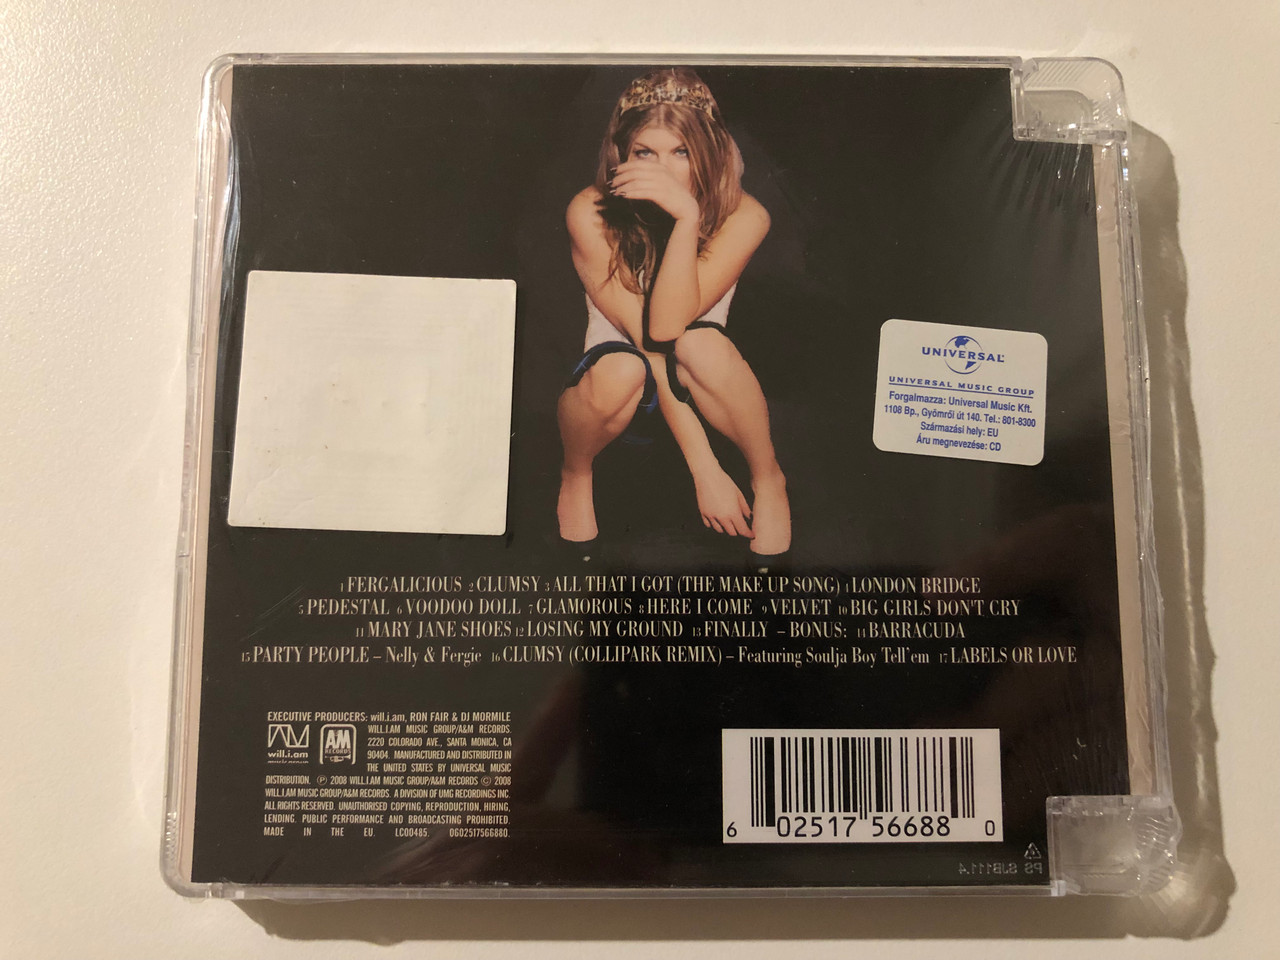 UNIVERSAL
UNIVERSAL MUSIC GROUP
Forgalmazza: Universal Music Kft.
1108 Bp., Gyömrői út 140. Tel.: 801-8300
Származási hely: EU
Áru megnevezése: CD
1 FERGALICIOUS 2 CLUMSY 3 ALL THAT I GOT (THE MAKE UP SONG) 4 LONDON BRIDGE
5 PEDESTAL 6 VOODOO DOLL 7 GLAMOROUS 8 HERE I COME 9 VELVET 10 BIG GIRLS DON'T CRY
11 MARY JANE SHOES 12 LOSING MY GROUND 13 FINALLY – BONUS: 14 BARRACUDA
15 PARTY PEOPLE – Nelly & Fergie 16 CLUMSY (COLLIPARK REMIX) – Featuring Soulja Boy Tell'em 17 LABELS OR LOVE
EXECUTIVE PRODUCERS: will.i.am, RON FAIR & DJ MORMILE
will.i.am
A&M
RECORDS
WILL.I.AM MUSIC GROUP/A&M RECORDS.
2220 COLORADO AVE., SANTA MONICA, CA
90404. MANUFACTURED AND DISTRIBUTED IN
THE UNITED STATES BY UNIVERSAL MUSIC
DISTRIBUTION. ℗ 2008 WILL.I.AM MUSIC GROUP/A&M RECORDS © 2008
WILL.I.AM MUSIC GROUP/A&M RECORDS. A DIVISION OF UMG RECORDINGS INC.
ALL RIGHTS RESERVED. UNAUTHORISED COPYING, REPRODUCTION, HIRING,
LENDING. PUBLIC PERFORMANCE AND BROADCASTING PROHIBITED.
MADE IN THE EU. LC00485. 0602517566880.
6 02517 56688 0
PS SJB111.4